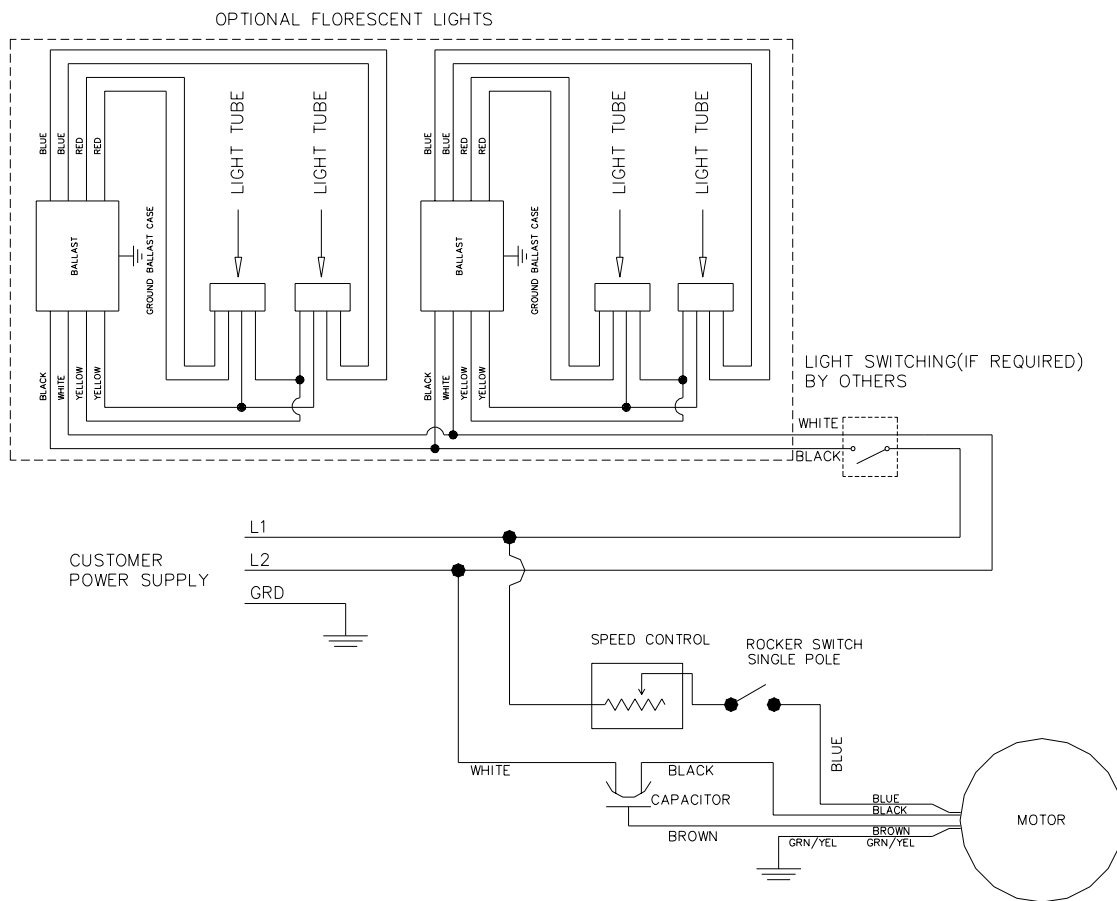 OPTIONAL FLORESCENT LIGHTS
BLUE
BLUE
RED
RED
LIGHT TUBE
LIGHT TUBE
BLUE
BLUE
RED
RED
LIGHT TUBE
LIGHT TUBE
BALLAST
GROUND BALLAST CASE
BALLAST
GROUND BALLAST CASE
BLACK
WHITE
YELLOW
YELLOW
BLACK
WHITE
YELLOW
YELLOW
LIGHT SWITCHING(IF REQUIRED)
BY OTHERS
WHITE
BLACK
L1
CUSTOMER
POWER SUPPLY
L2
GRD
SPEED CONTROL
ROCKER SWITCH
SINGLE POLE
BLUE
WHITE
BLACK
CAPACITOR
BROWN
BLUE
BLACK
BROWN
GRN/YEL
GRN/YEL
MOTOR